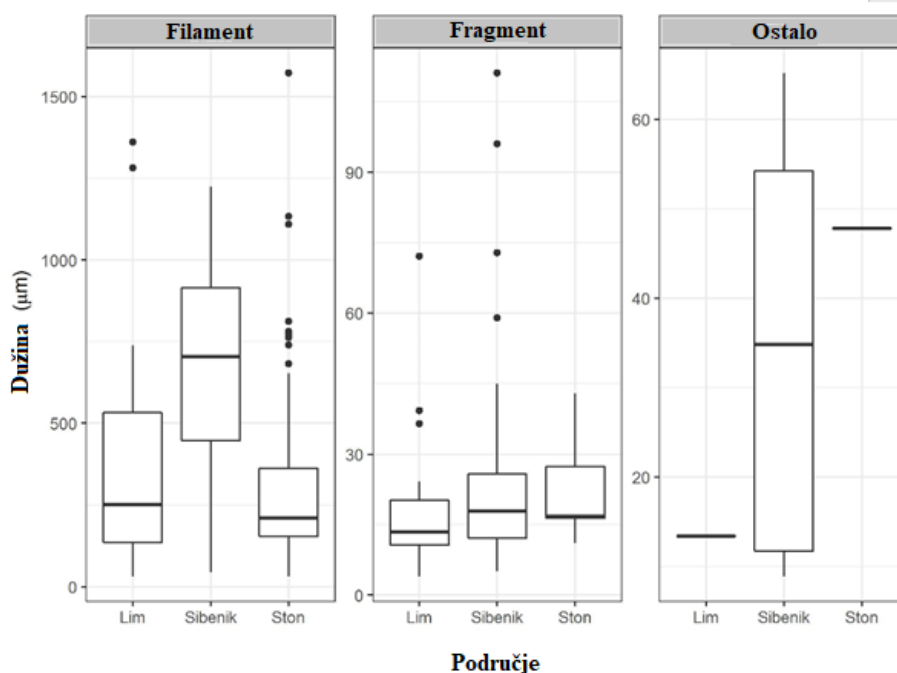 Filament Fragment Ostalo
1500
1000
500
0
90
60
30
0
60
40
20
Dužina (μm)
Lim Sibenik Ston Lim Sibenik Ston Lim Sibenik Ston
Područje